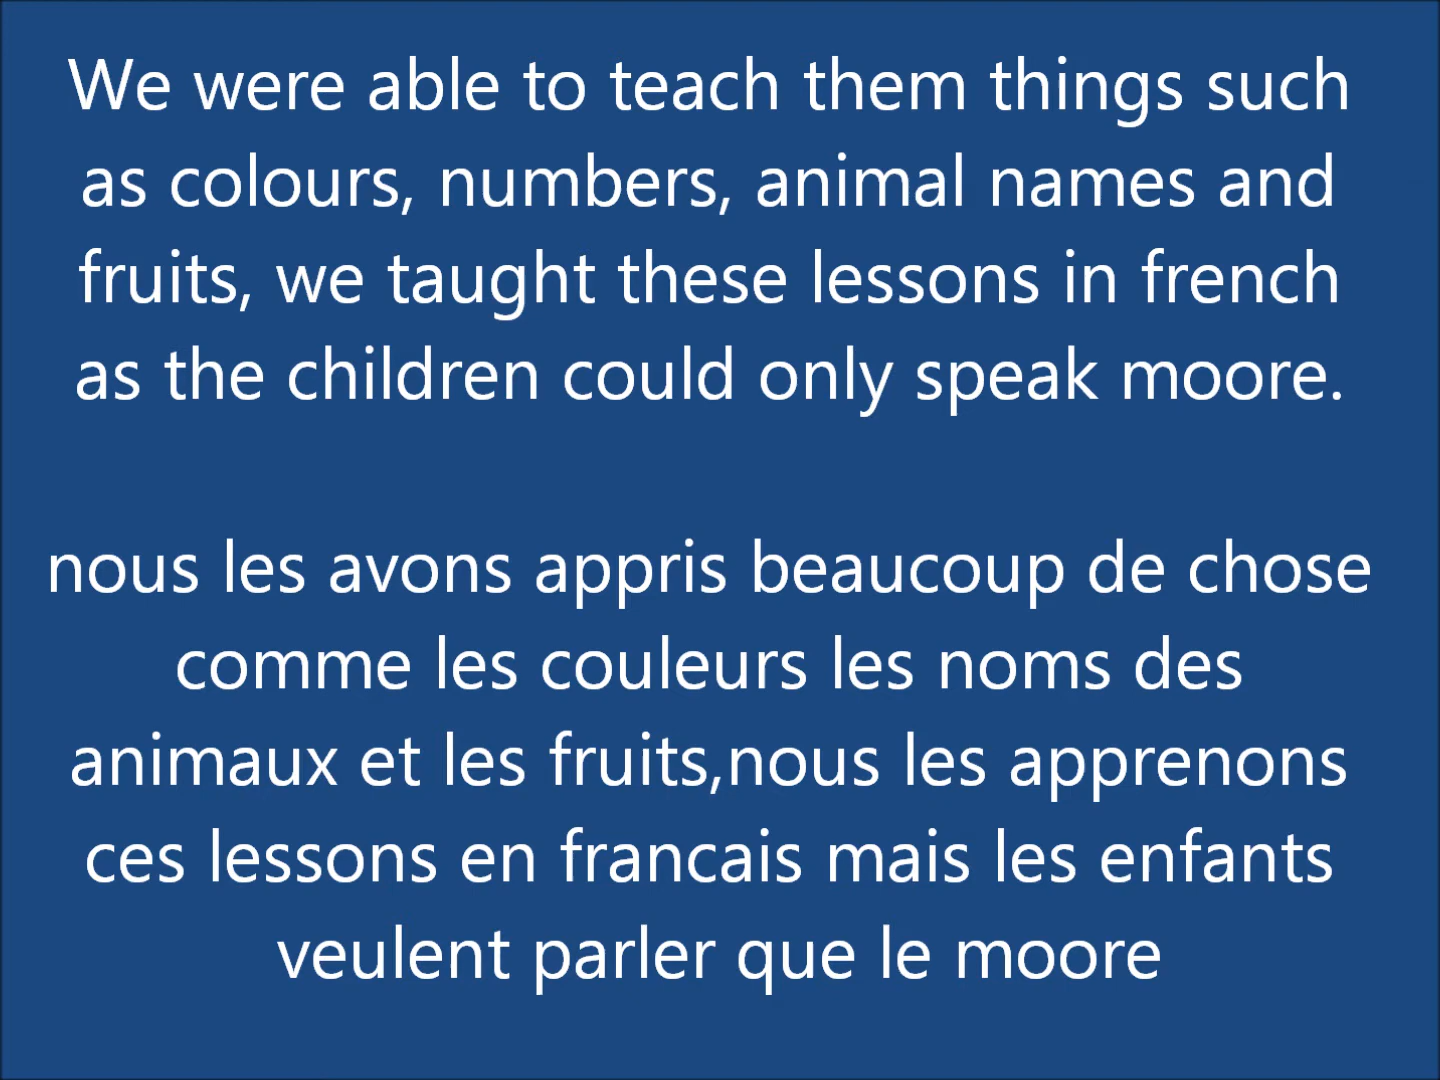 We were able to teach them things such
as colours, numbers, animal names and
fruits, we taught these lessons in french
as the children could only speak moore.
nous les avons appris beaucoup de chose
comme les couleurs les noms des
animaux et les fruits,nous les apprenons
ces lessons en francais mais les enfants
veulent parler que le moore